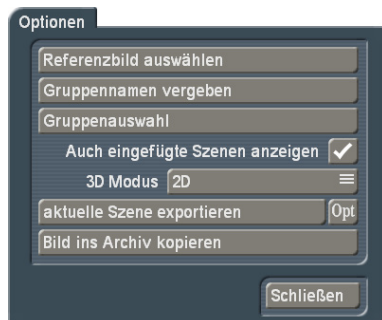 Optionen
Referenzbild auswählen
Gruppennamen vergeben
Gruppenauswahl
Auch eingefügte Szenen anzeigen
3D Modus 2D
aktuelle Szene exportieren Opt
Bild ins Archiv kopieren
Schließen